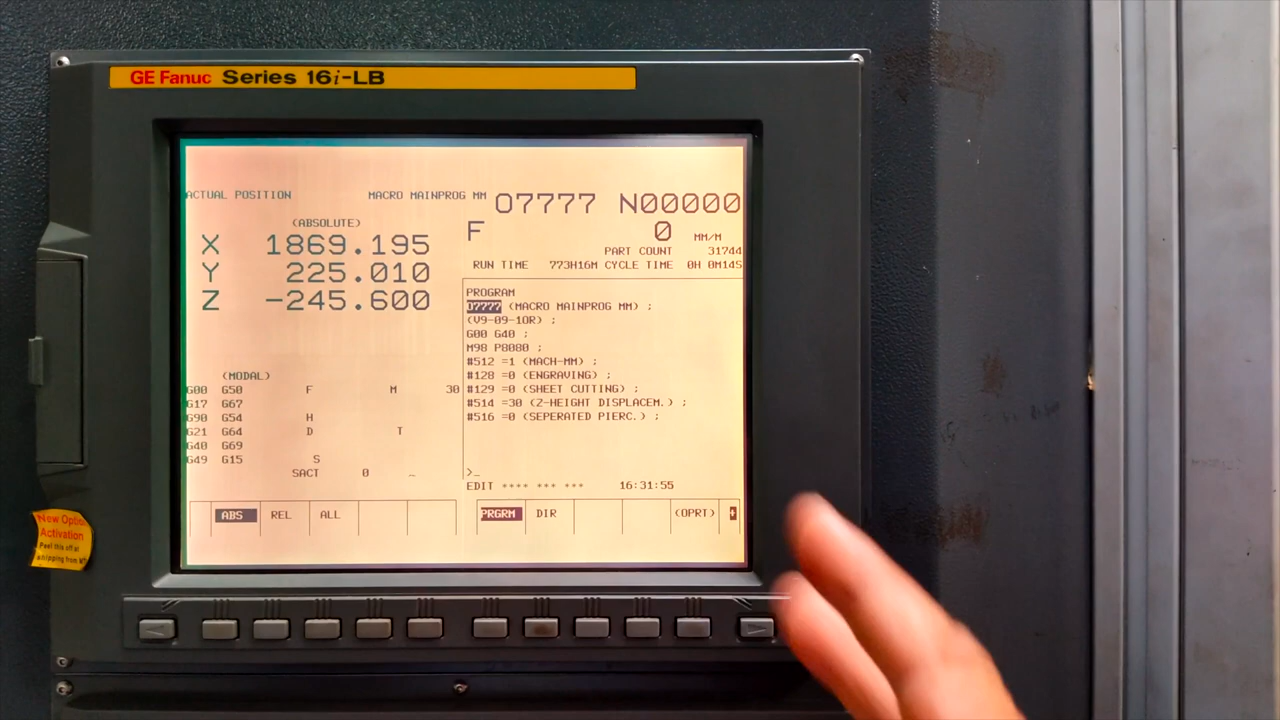 GE Fanuc Series 16i-LB
ACTUAL POSITION
MACRO MAINPROG MM O7777 N00000
(ABSOLUTE)
X 1869.195
Y 225.010
Z -245.600
F 0 MM/M
PART COUNT 31744
RUN TIME 773H16M CYCLE TIME 0H 0M14S
PROGRAM
O7777 (MACRO MAINPROG MM) ;
(V9-09-10R) ;
G00 G40 ;
M98 P8080 ;
#512 =1 (MACH-MM) ;
#128 =0 (ENGRAVING) ;
#129 =0 (SHEET CUTTING) ;
#514 =30 (Z-HEIGHT DISPLACEM.) ;
#516 =0 (SEPERATED PIERC.) ;
(MODAL)
G00 G50 F M 30
G17 G67
G90 G54 H
G21 G64 D T
G40 G69
G49 G15 S
SACT 0
>_
EDIT **** *** *** 16:31:55
ABS REL ALL
PRGRM DIR (OPRT) +
New Optio
Activation
Peel this off at
shipping from